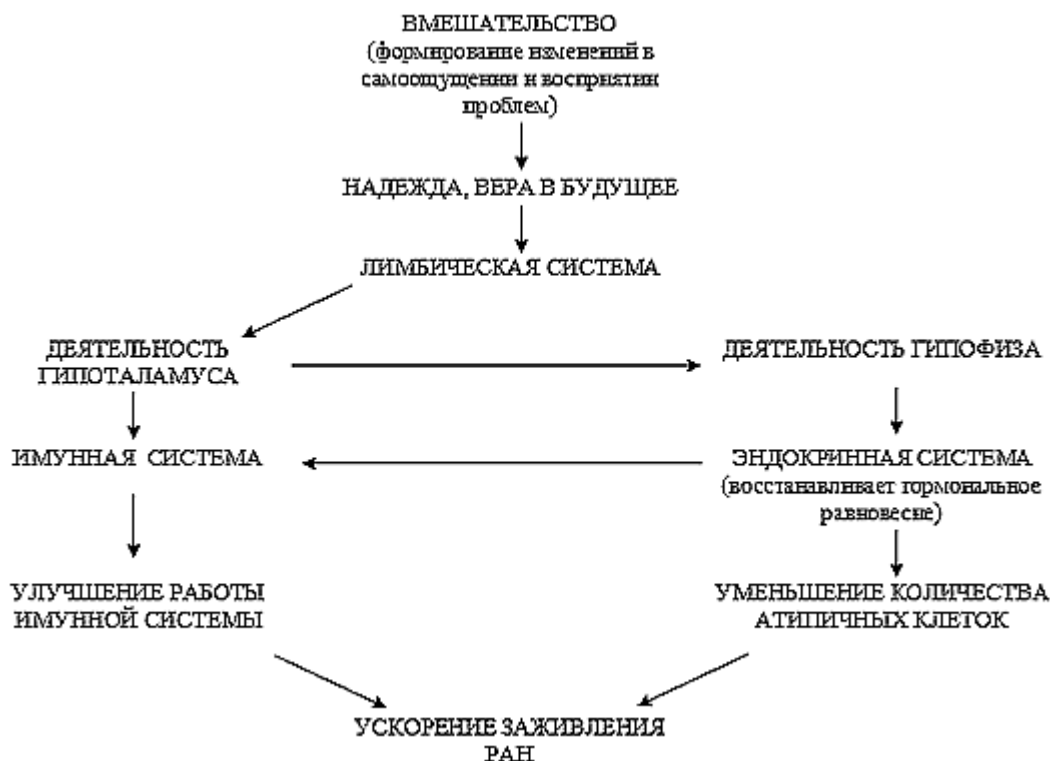 ВМЕШАТЕЛЬСТВО
(формирование изменений в
самоощущении и восприятии
проблем)
НАДЕЖДА, ВЕРА В БУДУЩЕЕ
ЛИМБИЧЕСКАЯ СИСТЕМА
ДЕЯТЕЛЬНОСТЬ
ГИПОТАЛАМУСА
ДЕЯТЕЛЬНОСТЬ ГИПОФИЗА
ИМУННАЯ СИСТЕМА
ЭНДОКРИННАЯ СИСТЕМА
(восстанавливает гормональное
равновесие)
УЛУЧШЕНИЕ РАБОТЫ
ИМУННОЙ СИСТЕМЫ
УМЕНЬШЕНИЕ КОЛИЧЕСТВА
АТИПИЧНЫХ КЛЕТОК
УСКОРЕНИЕ ЗАЖИВЛЕНИЯ
РАН